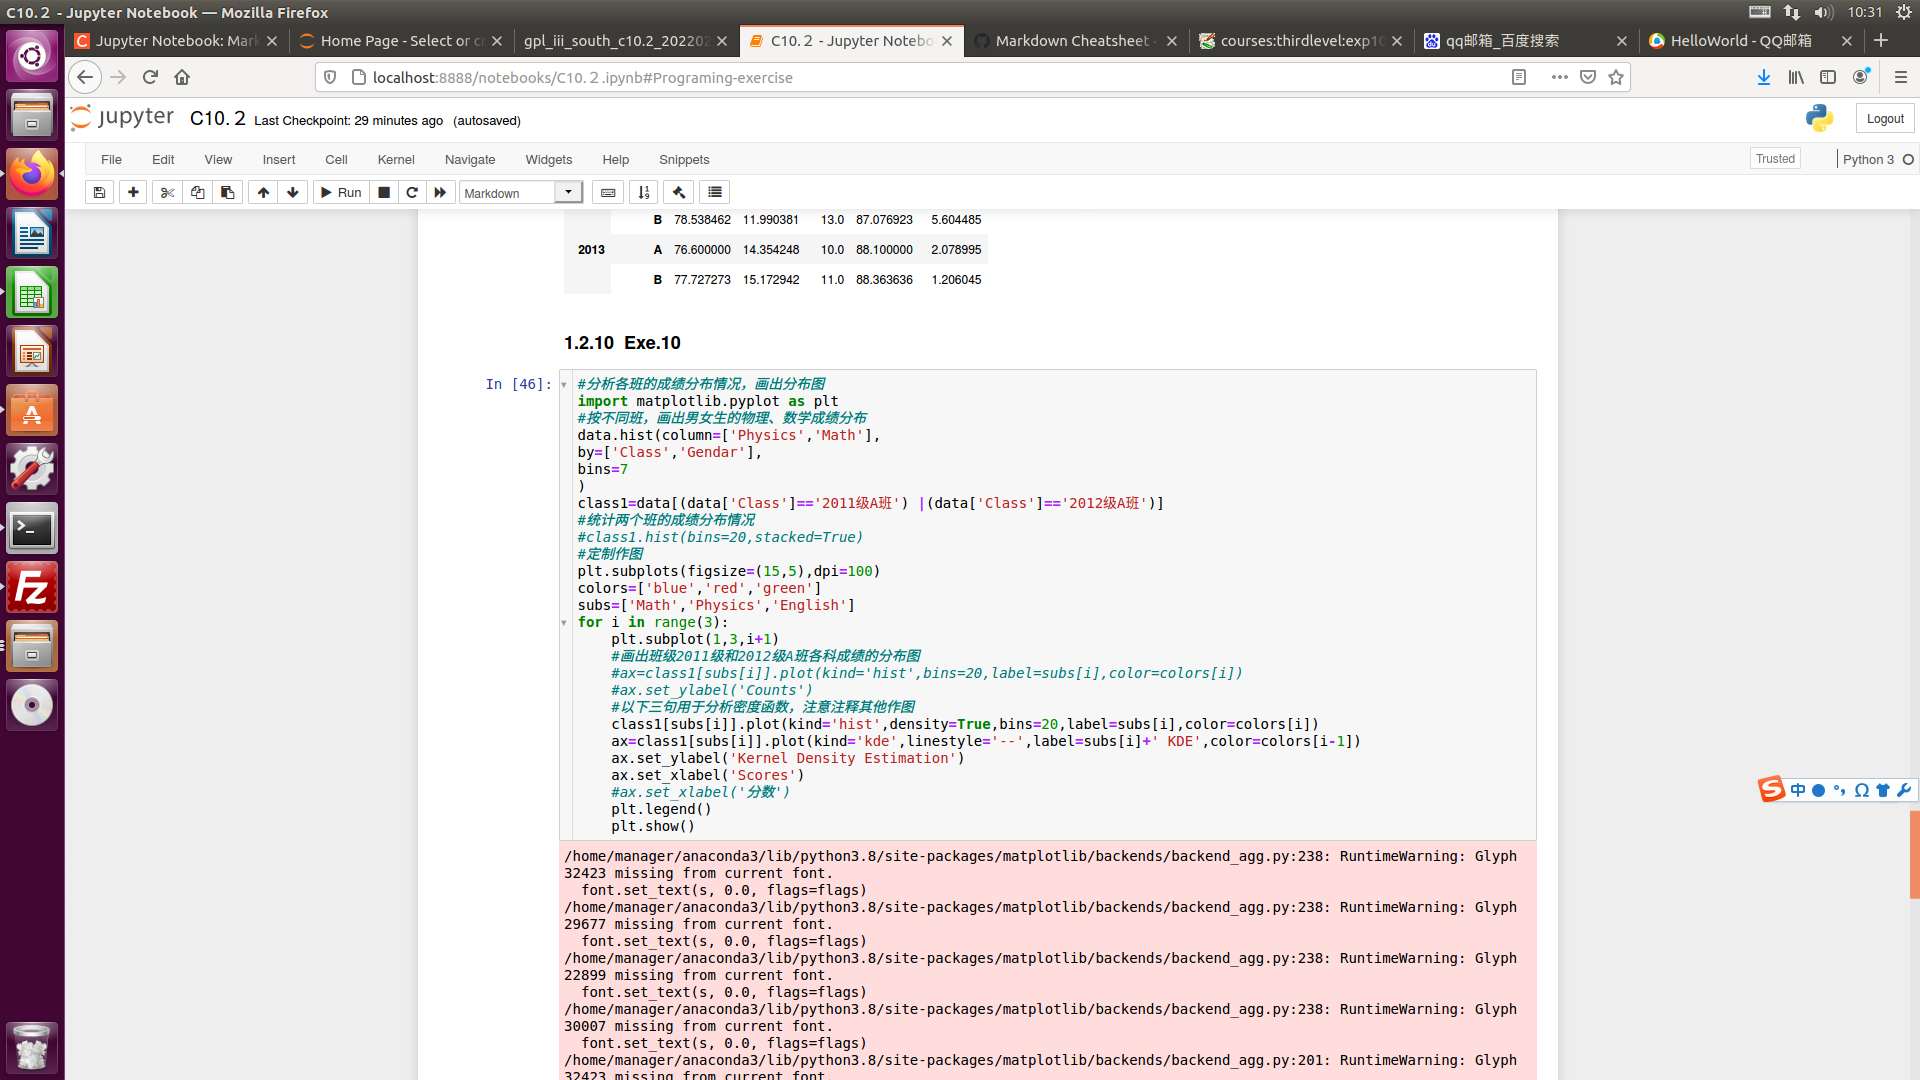 C10. 2 - Jupyter Notebook — Mozilla Firefox
10:31
Jupyter Notebook: Mar
Home Page - Select or c
gpl_iii_south_c10.2_20220
C10. 2 - Jupyter Notebo
Markdown Cheatsheet
courses:thirdlevel:exp10
qq邮箱_百度搜索
HelloWorld - QQ邮箱
localhost:8888/notebooks/C10. 2 .ipynb#Programing-exercise
jupyter
C10. 2
Last Checkpoint: 29 minutes ago (autosaved)
Logout
File Edit View Insert Cell Kernel Navigate Widgets Help Snippets
Trusted
Python 3
Run
Markdown
B 78.538462 11.990381 13.0 87.076923 5.604485
2013 A 76.600000 14.354248 10.0 88.100000 2.078995
B 77.727273 15.172942 11.0 88.363636 1.206045
1.2.10 Exe.10
In [46]:
#分析各班的成绩分布情况，画出分布图
import matplotlib.pyplot as plt
#按不同班，画出男女生的物理、数学成绩分布
data.hist(column=['Physics','Math'],
by=['Class','Gendar'],
bins=7
)
class1=data[(data['Class']=='2011级A班') |(data['Class']=='2012级A班')]
#统计两个班的成绩分布情况
#class1.hist(bins=20,stacked=True)
#定制作图
plt.subplots(figsize=(15,5),dpi=100)
colors=['blue','red','green']
subs=['Math','Physics','English']
for i in range(3):
    plt.subplot(1,3,i+1)
    #画出班级2011级和2012级A班各科成绩的分布图
    #ax=class1[subs[i]].plot(kind='hist',bins=20,label=subs[i],color=colors[i])
    #ax.set_ylabel('Counts')
    #以下三句用于分析密度函数，注意注释其他作图
    class1[subs[i]].plot(kind='hist',density=True,bins=20,label=subs[i],color=colors[i])
    ax=class1[subs[i]].plot(kind='kde',linestyle='--',label=subs[i]+' KDE',color=colors[i-1])
    ax.set_ylabel('Kernel Density Estimation')
    ax.set_xlabel('Scores')
    #ax.set_xlabel('分数')
    plt.legend()
    plt.show()
/home/manager/anaconda3/lib/python3.8/site-packages/matplotlib/backends/backend_agg.py:238: RuntimeWarning: Glyph
32423 missing from current font.
  font.set_text(s, 0.0, flags=flags)
/home/manager/anaconda3/lib/python3.8/site-packages/matplotlib/backends/backend_agg.py:238: RuntimeWarning: Glyph
29677 missing from current font.
  font.set_text(s, 0.0, flags=flags)
/home/manager/anaconda3/lib/python3.8/site-packages/matplotlib/backends/backend_agg.py:238: RuntimeWarning: Glyph
22899 missing from current font.
  font.set_text(s, 0.0, flags=flags)
/home/manager/anaconda3/lib/python3.8/site-packages/matplotlib/backends/backend_agg.py:238: RuntimeWarning: Glyph
30007 missing from current font.
  font.set_text(s, 0.0, flags=flags)
/home/manager/anaconda3/lib/python3.8/site-packages/matplotlib/backends/backend_agg.py:201: RuntimeWarning: Glyph
32423 missing from current font.
中